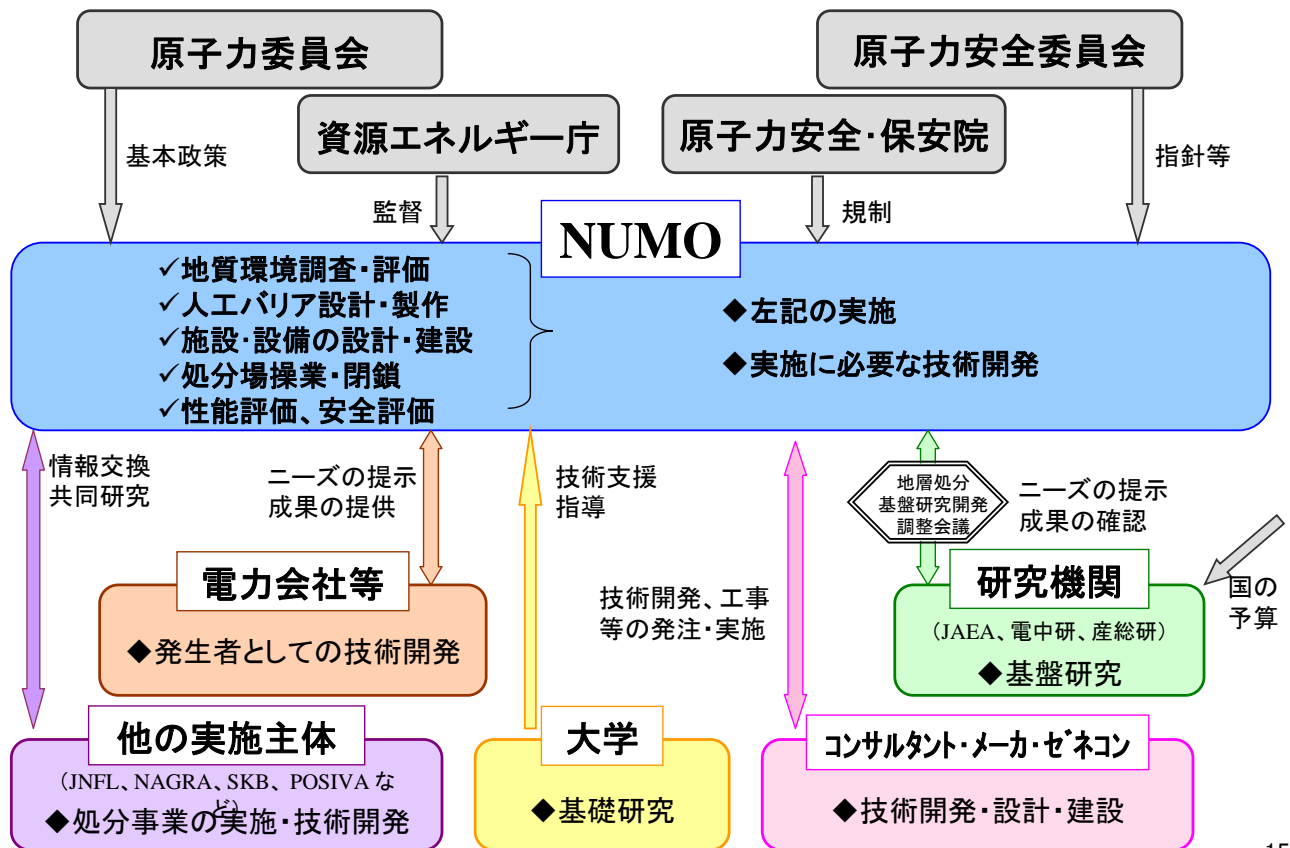 原子力委員会
原子力安全委員会
資源エネルギー庁
原子力安全・保安院
基本政策
監督
規制
指針等
NUMO
✓地質環境調査・評価
✓人工バリア設計・製作
✓施設・設備の設計・建設
✓処分場操業・閉鎖
✓性能評価、安全評価
◆左記の実施
◆実施に必要な技術開発
情報交換
共同研究
ニーズの提示
成果の提供
技術支援
指導
技術開発、工事
等の発注・実施
地層処分
基盤研究開発
調整会議
ニーズの提示
成果の確認
国の
予算
電力会社等
◆発生者としての技術開発
研究機関
（JAEA、電中研、産総研）
◆基盤研究
他の実施主体
（JNFL、NAGRA、SKB、POSIVA な
ど）
◆処分事業の実施・技術開発
大学
◆基礎研究
コンサルタント・メーカ・ゼネコン
◆技術開発・設計・建設
15